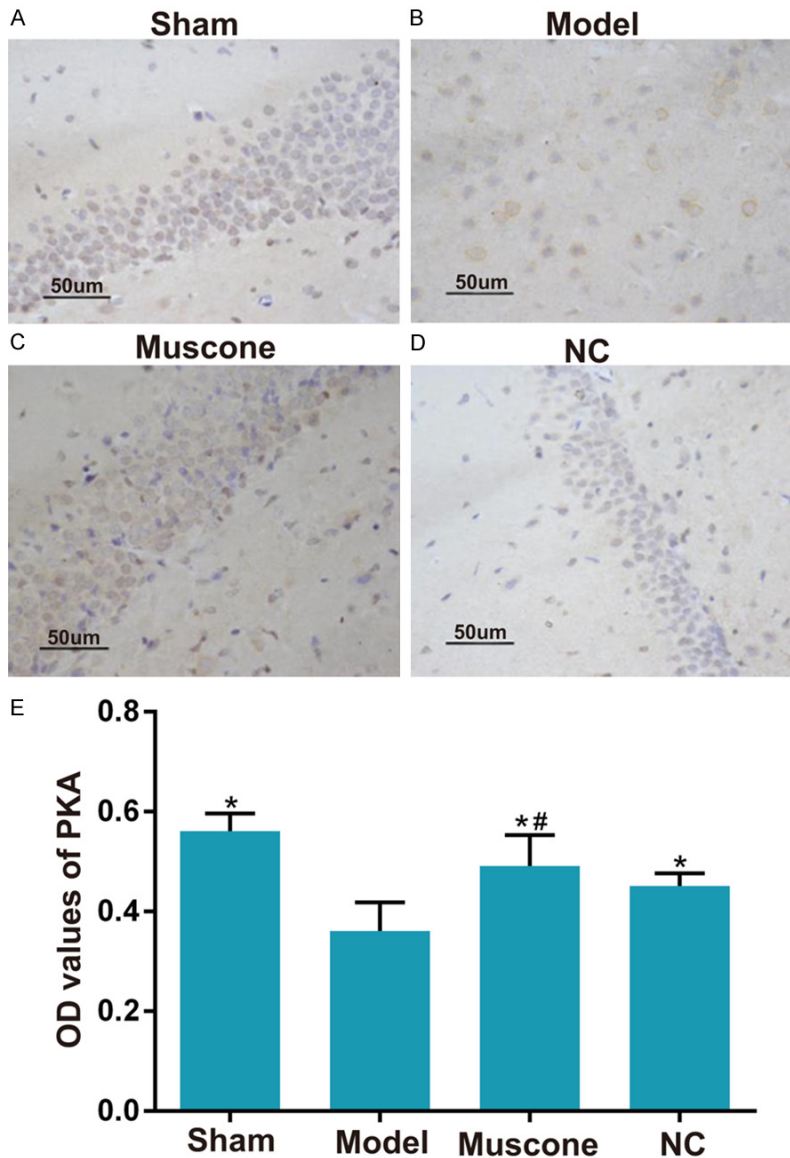 A
Sham
B
Model
50um
50um
C
Muscone
D
NC
50um
50um
E
OD values of PKA
0.8
0.6
0.4
0.2
0.0
*
*#
*
Sham
Model
Muscone
NC